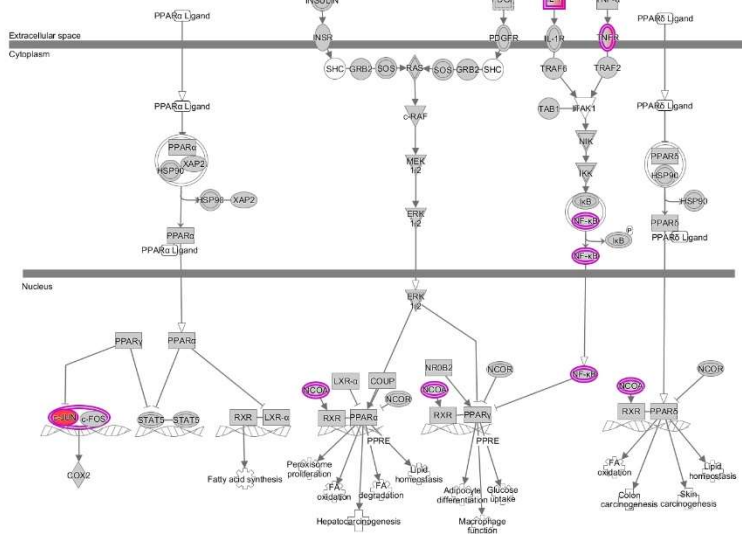 PPARα Ligand
INSULIN
PPARδ Ligand
INSR
PDGFR
IL-1R
TNFR
Extracellular space
Cytoplasm
SHC
GRB2
SOS
RAS
SOS
GRB2
SHC
TRAF6
TRAF2
PPARα Ligand
c-RAF
TAB1
TAK1
PPARδ Ligand
PPARα
HSP90
XAP2
MEK
1/2
NIK
IKK
PPARδ
HSP90
HSP90
XAP2
ERK
1/2
IκB
NF-κB
HSP90
PPARα
PPARα Ligand
P
IκB
NF-κB
PPARδ
PPARδ Ligand
Nucleus
ERK
1/2
PPARγ
PPARα
LXR-α
COUP
NR0B2
NCOR
NF-κB
NCOR
NCOA
NCOR
NCOA
NCOA
c-JUN
c-FOS
STAT5
STAT5
RXR
LXR-α
RXR
PPARα
RXR
PPARγ
RXR
PPARδ
PPRE
PPRE
COX2
Fatty acid synthesis
Peroxisome
proliferation
FA
oxidation
FA
degradation
Lipid
homeostasis
Hepatocarcinogenesis
Adipocyte
differentiation
Glucose
uptake
Macrophage
function
FA
oxidation
Colon
carcinogenesis
Skin
carcinogenesis
Lipid
homeostasis